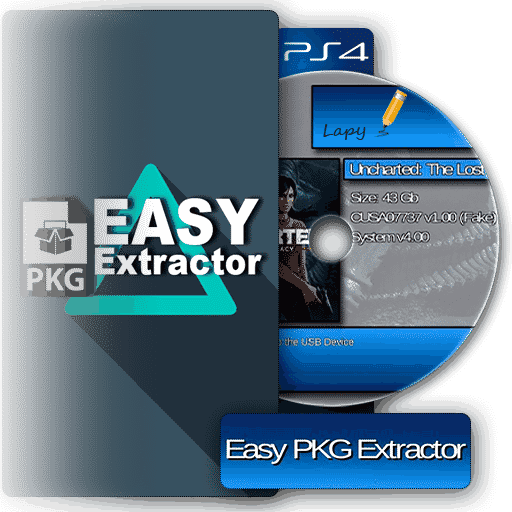 PS4
Lapy
Uncharted: The Lost
Size: 43 Gb
CUSA07737 v1.00 (Fake)
System v4.00
EASY
Extractor
PKG
the USB Device
Easy PKG Extractor